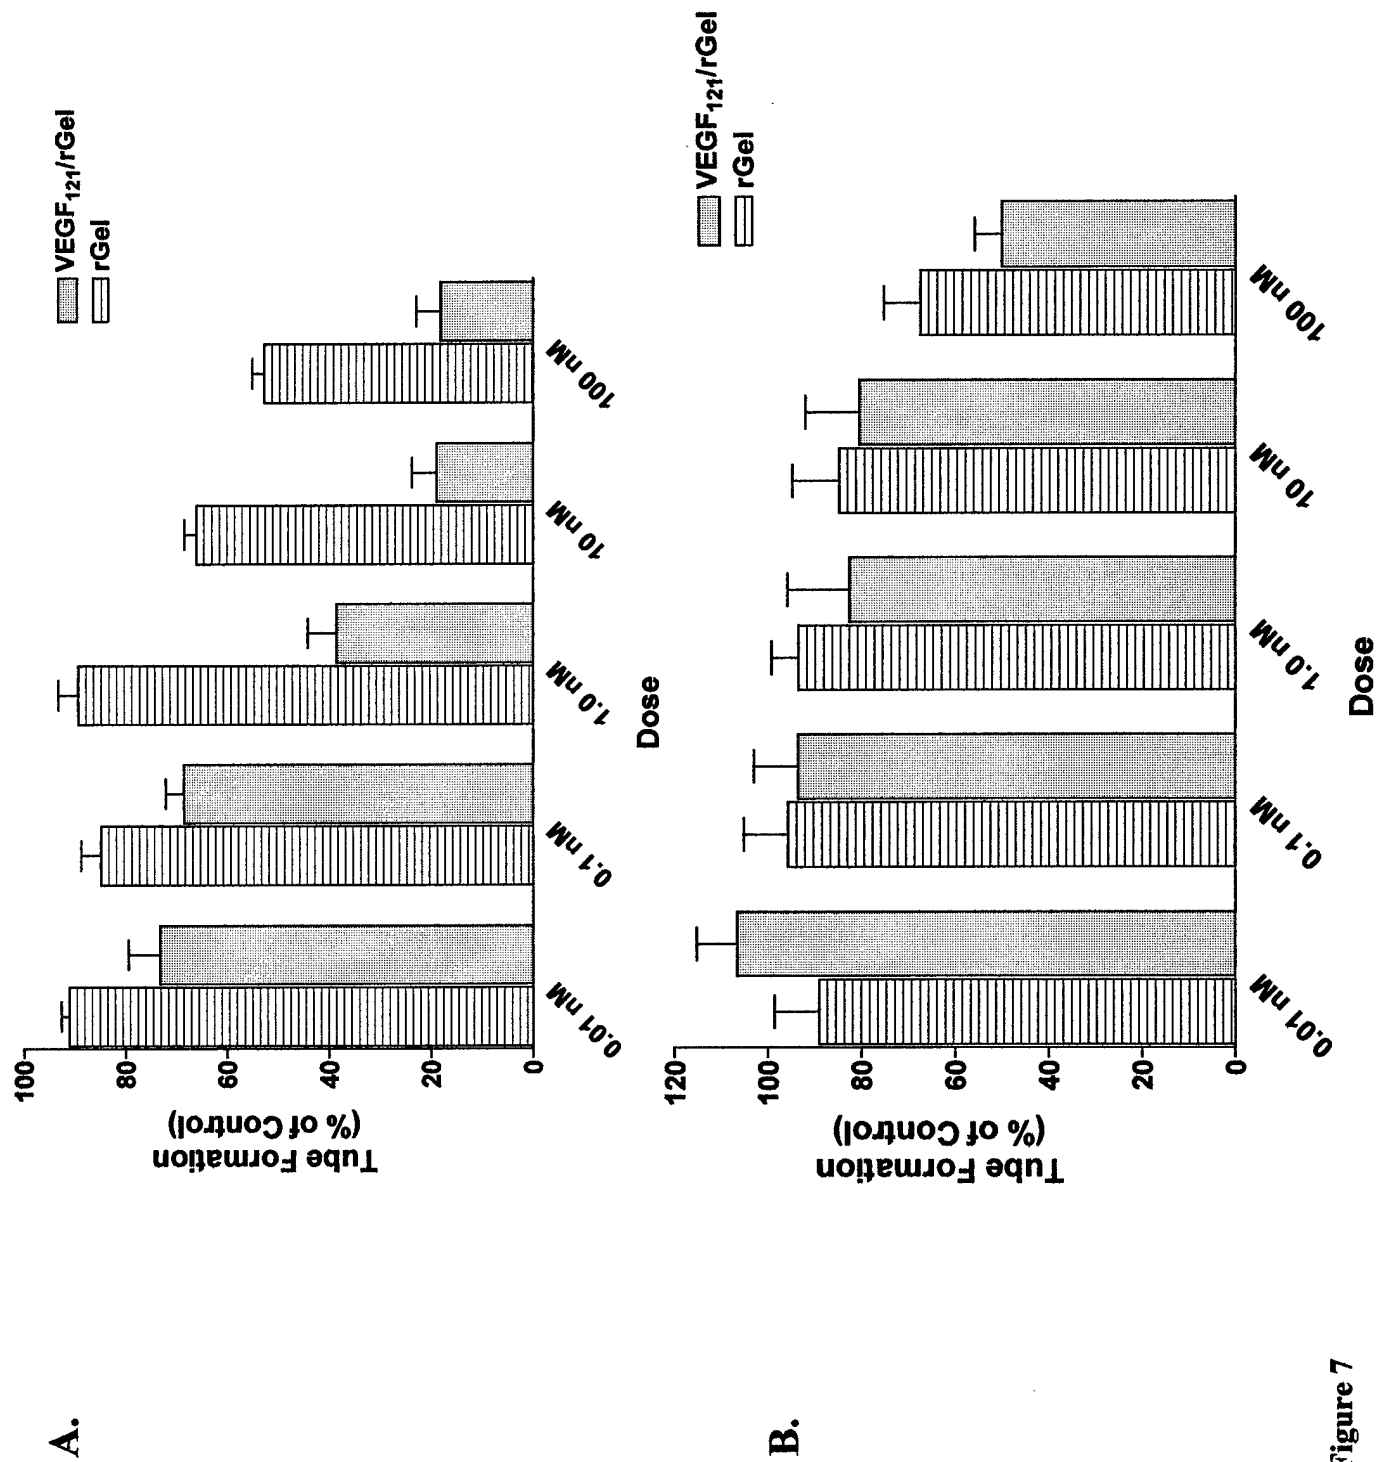 A.
VEGF121/rGel
rGel
Tube Formation
(% of Control)
100
80
60
40
20
0
0.01 nM
0.1 nM
1.0 nM
10 nM
100 nM
Dose
B.
VEGF121/rGel
rGel
Tube Formation
(% of Control)
120
100
80
60
40
20
0
0.01 nM
0.1 nM
1.0 nM
10 nM
100 nM
Dose
Figure 7